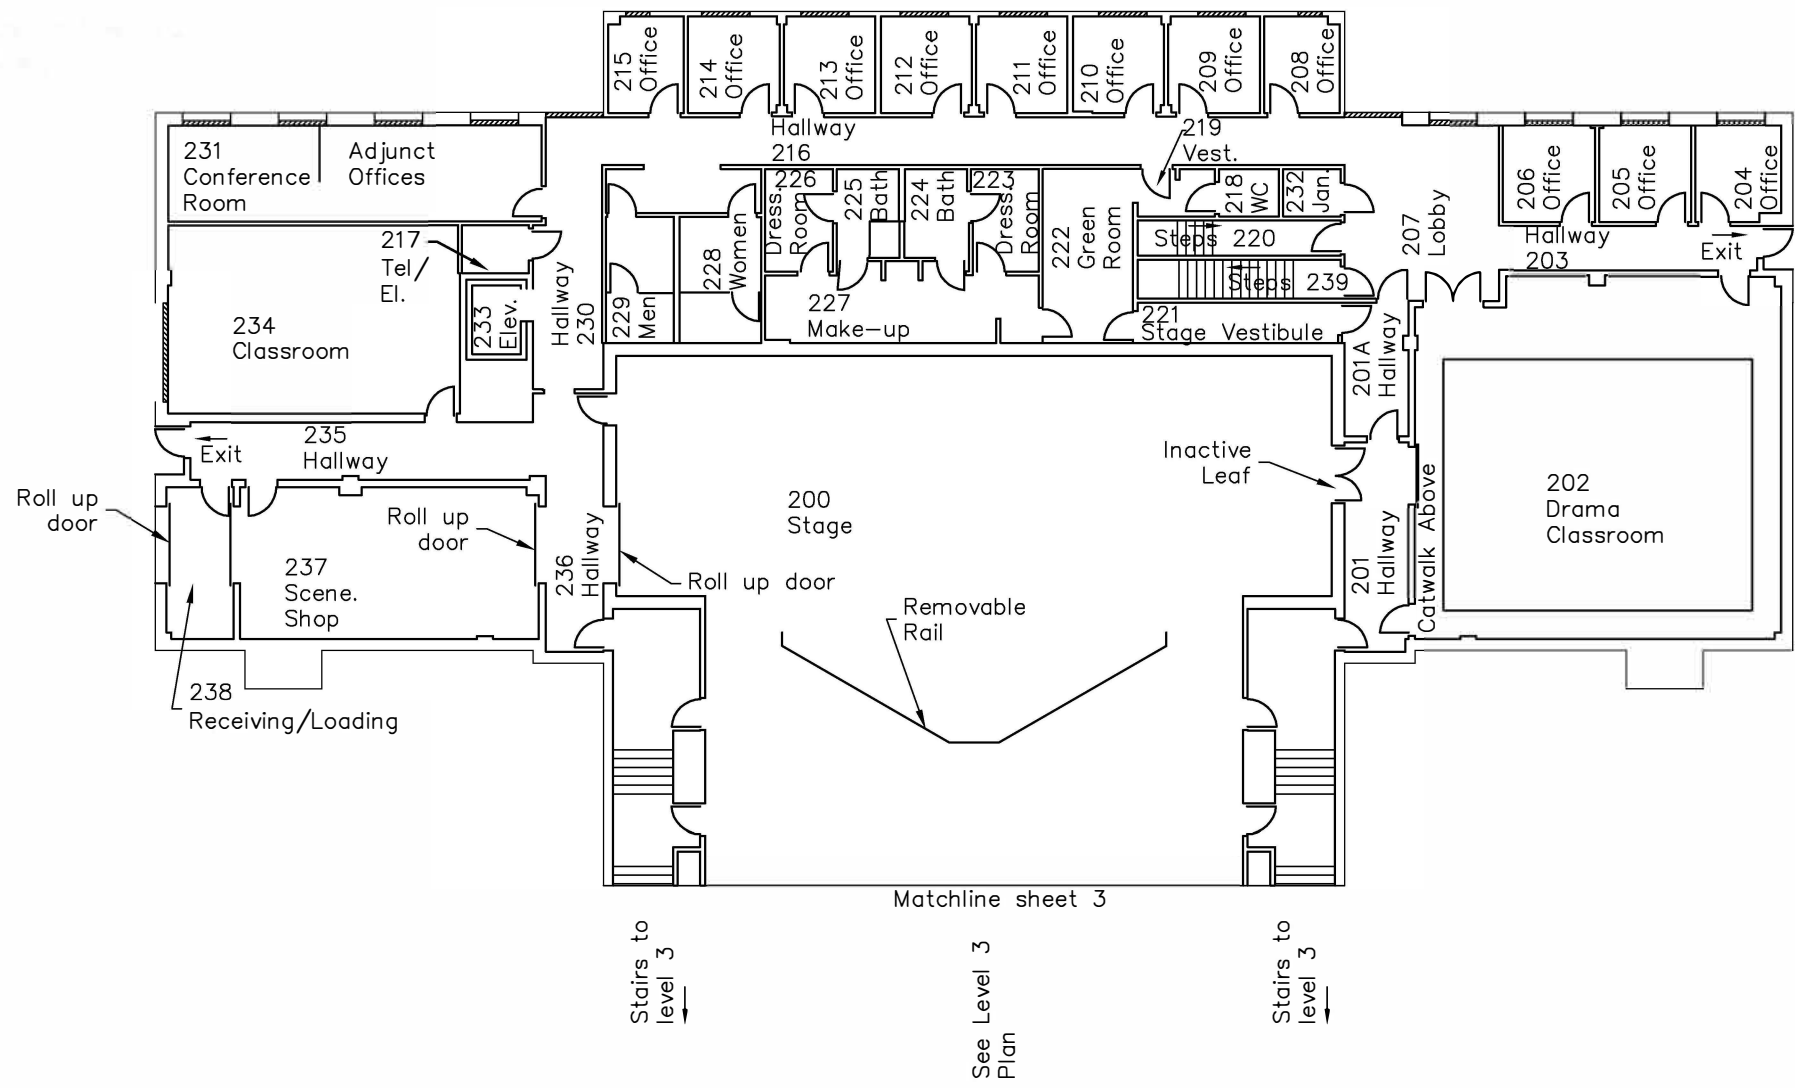 215
Office
214
Office
213
Office
212
Office
211
Office
210
Office
209
Office
208
Office
Hallway
216
219
Vest.
231
Conference
Room
Adjunct
Offices
226
Dress.
Room
225
Bath
224
Bath
223
Dress.
Room
222
Green
Room
218
WC
232
Jan.
206
Office
205
Office
204
Office
207
Lobby
Hallway
203
Exit
217
Tel/
El.
228
Women
Steps 220
Steps 239
234
Classroom
233
Elev.
Hallway
230
229
Men
227
Make-up
221
Stage Vestibule
201A
Hallway
235
Hallway
Exit
Inactive
Leaf
Roll up
door
Roll up
door
200
Stage
202
Drama
Classroom
237
Scene.
Shop
236
Hallway
Roll up door
Removable
Rail
201
Hallway
Catwalk Above
238
Receiving/Loading
Matchline sheet 3
Stairs to
level 3
See Level 3
Plan
Stairs to
level 3